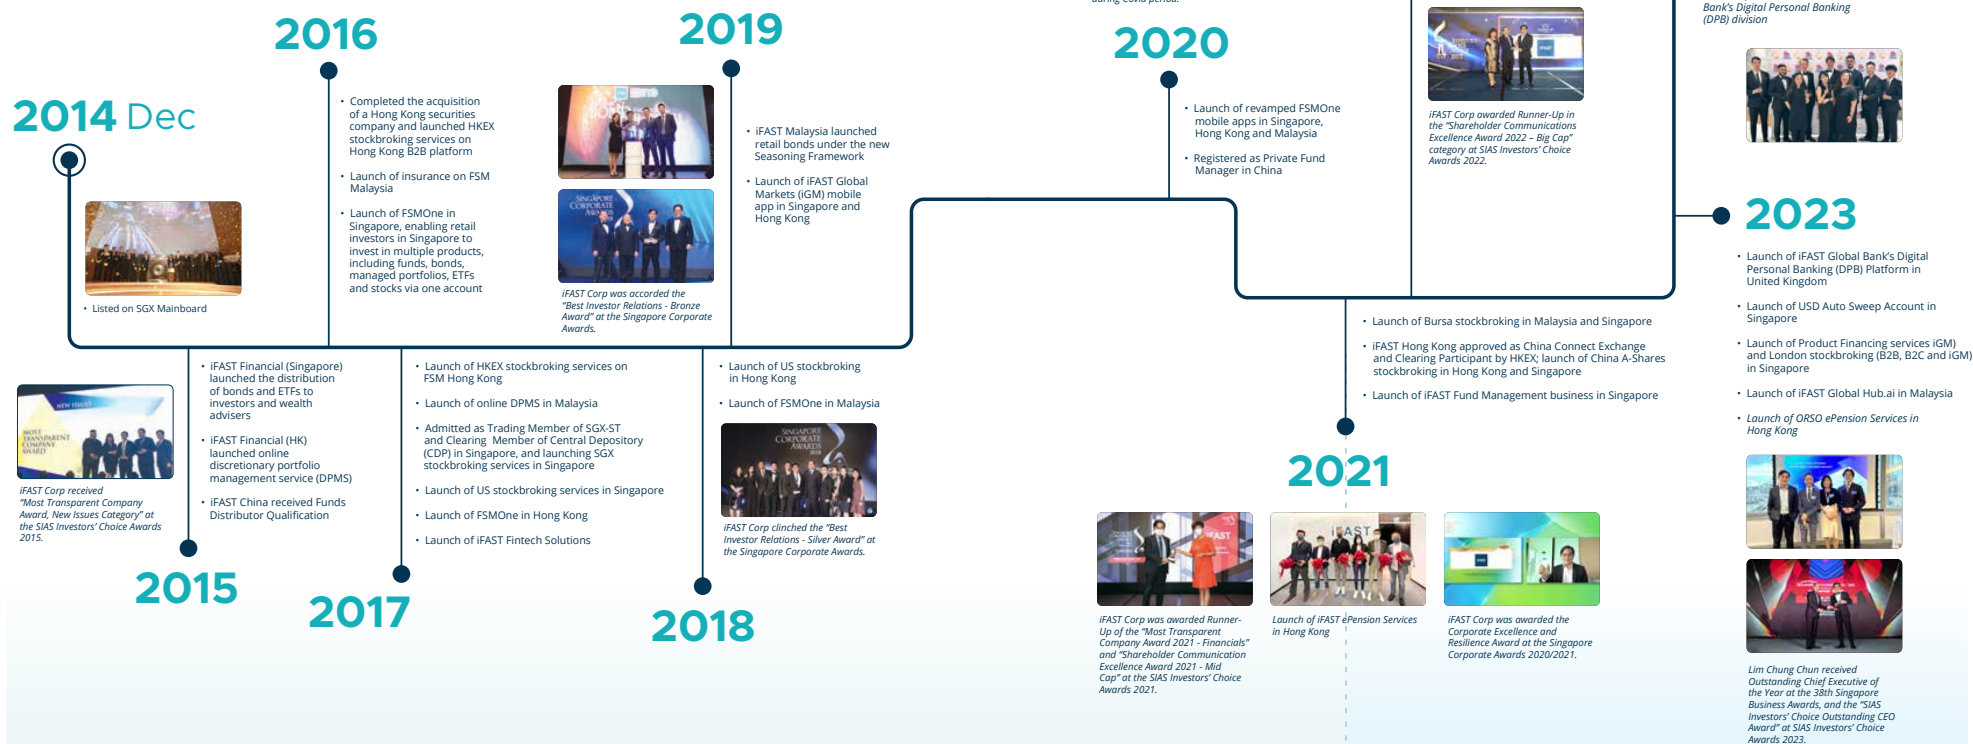 2014 Dec
• Listed on SGX Mainboard
NEW ISSUES
MOST
TRANSPARENT
COMPANY
AWARD
iFAST Corp received
“Most Transparent Company
Award, New Issues Category” at
the SIAS Investors’ Choice Awards
2015.
• iFAST Financial (Singapore)
launched the distribution
of bonds and ETFs to
investors and wealth
advisers
• iFAST Financial (HK)
launched online
discretionary portfolio
management service (DPMS)
• iFAST China received Funds
Distributor Qualification
2015
2016
• Completed the acquisition
of a Hong Kong securities
company and launched HKEX
stockbroking services on
Hong Kong B2B platform
• Launch of insurance on FSM
Malaysia
• Launch of FSMOne in
Singapore, enabling retail
investors in Singapore to
invest in multiple products,
including funds, bonds,
managed portfolios, ETFs
and stocks via one account
• Launch of HKEX stockbroking services on
FSM Hong Kong
• Launch of online DPMS in Malaysia
• Admitted as Trading Member of SGX-ST
and Clearing Member of Central Depository
(CDP) in Singapore, and launching SGX
stockbroking services in Singapore
• Launch of US stockbroking services in Singapore
• Launch of FSMOne in Hong Kong
• Launch of iFAST Fintech Solutions
2017
• Launch of US stockbroking
in Hong Kong
• Launch of FSMOne in Malaysia
SINGAPORE
CORPORATE
AWARDS
2018
iFAST Corp clinched the “Best
Investor Relations - Silver Award” at
the Singapore Corporate Awards.
2018
2019
SINGAPORE
CORPORATE
AWARDS
iFAST Corp was accorded the
“Best Investor Relations - Bronze
Award” at the Singapore Corporate
Awards.
• iFAST Malaysia launched
retail bonds under the new
Seasoning Framework
• Launch of iFAST Global
Markets (iGM) mobile
app in Singapore and
Hong Kong
during Covid period.
2020
• Launch of revamped FSMOne
mobile apps in Singapore,
Hong Kong and Malaysia
• Registered as Private Fund
Manager in China
iFAST Corp awarded Runner-Up in
the “Shareholder Communications
Excellence Award 2022 – Big Cap”
category at SIAS Investors’ Choice
Awards 2022.
• Launch of Bursa stockbroking in Malaysia and Singapore
• iFAST Hong Kong approved as China Connect Exchange
and Clearing Participant by HKEX; launch of China A-Shares
stockbroking in Hong Kong and Singapore
• Launch of iFAST Fund Management business in Singapore
2021
iFAST
iFAST Corp was awarded Runner-
Up of the “Most Transparent
Company Award 2021 - Financials”
and “Shareholder Communication
Excellence Award 2021 - Mid
Cap” at the SIAS Investors’ Choice
Awards 2021.
iFAST
Launch of iFAST ePension Services
in Hong Kong
iFAST Corp was awarded the
Corporate Excellence and
Resilience Award at the Singapore
Corporate Awards 2020/2021.
Bank’s Digital Personal Banking
(DPB) division
2023
• Launch of iFAST Global Bank’s Digital
Personal Banking (DPB) Platform in
United Kingdom
• Launch of USD Auto Sweep Account in
Singapore
• Launch of Product Financing services iGM)
and London stockbroking (B2B, B2C and iGM)
in Singapore
• Launch of iFAST Global Hub.ai in Malaysia
• Launch of ORSO ePension Services in
Hong Kong
Lim Chung Chun received
Outstanding Chief Executive of
the Year at the 38th Singapore
Business Awards, and the “SIAS
Investors’ Choice Outstanding CEO
Award” at SIAS Investors’ Choice
Awards 2023.